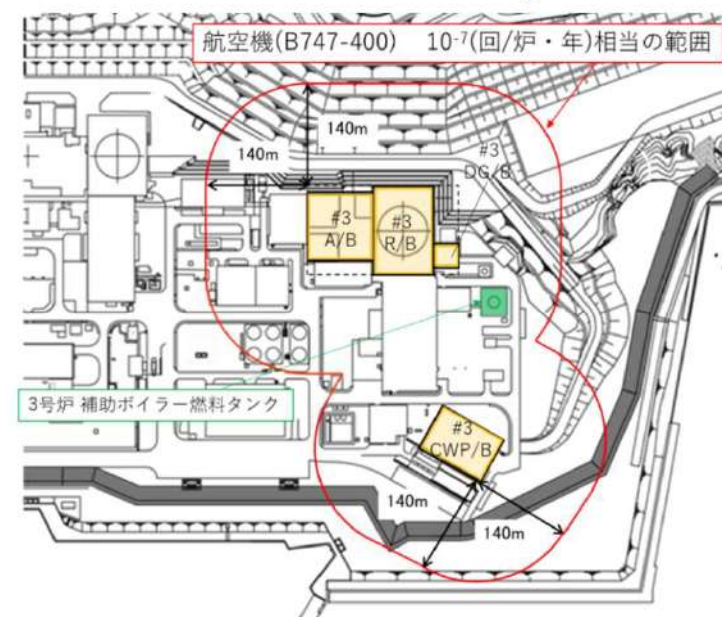 航空機(B747-400)　10⁻⁷(回/炉・年)相当の範囲
140m
140m
#3
DG/B
#3
A/B
#3
R/B
3号炉 補助ボイラー燃料タンク
#3
CWP/B
140m
140m